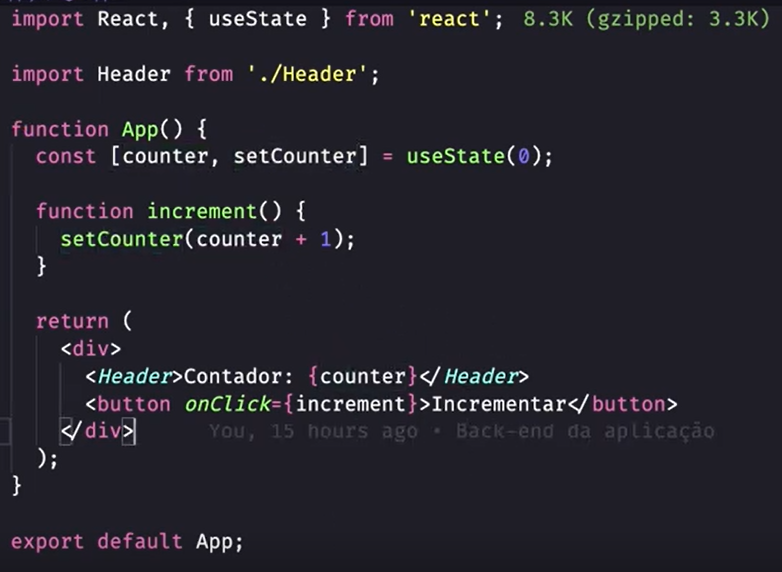 import React, { useState } from 'react'; 8.3K (gzipped: 3.3K)
import Header from './Header';
function App() {
const [counter, setCounter] = useState(0);
function increment() {
setCounter(counter + 1);
}
return (
<div>
<Header>Contador: {counter}</Header>
<button onClick={increment}>Incrementar</button>
</div> You, 15 hours ago • Back-end da aplicação
);
}
export default App;